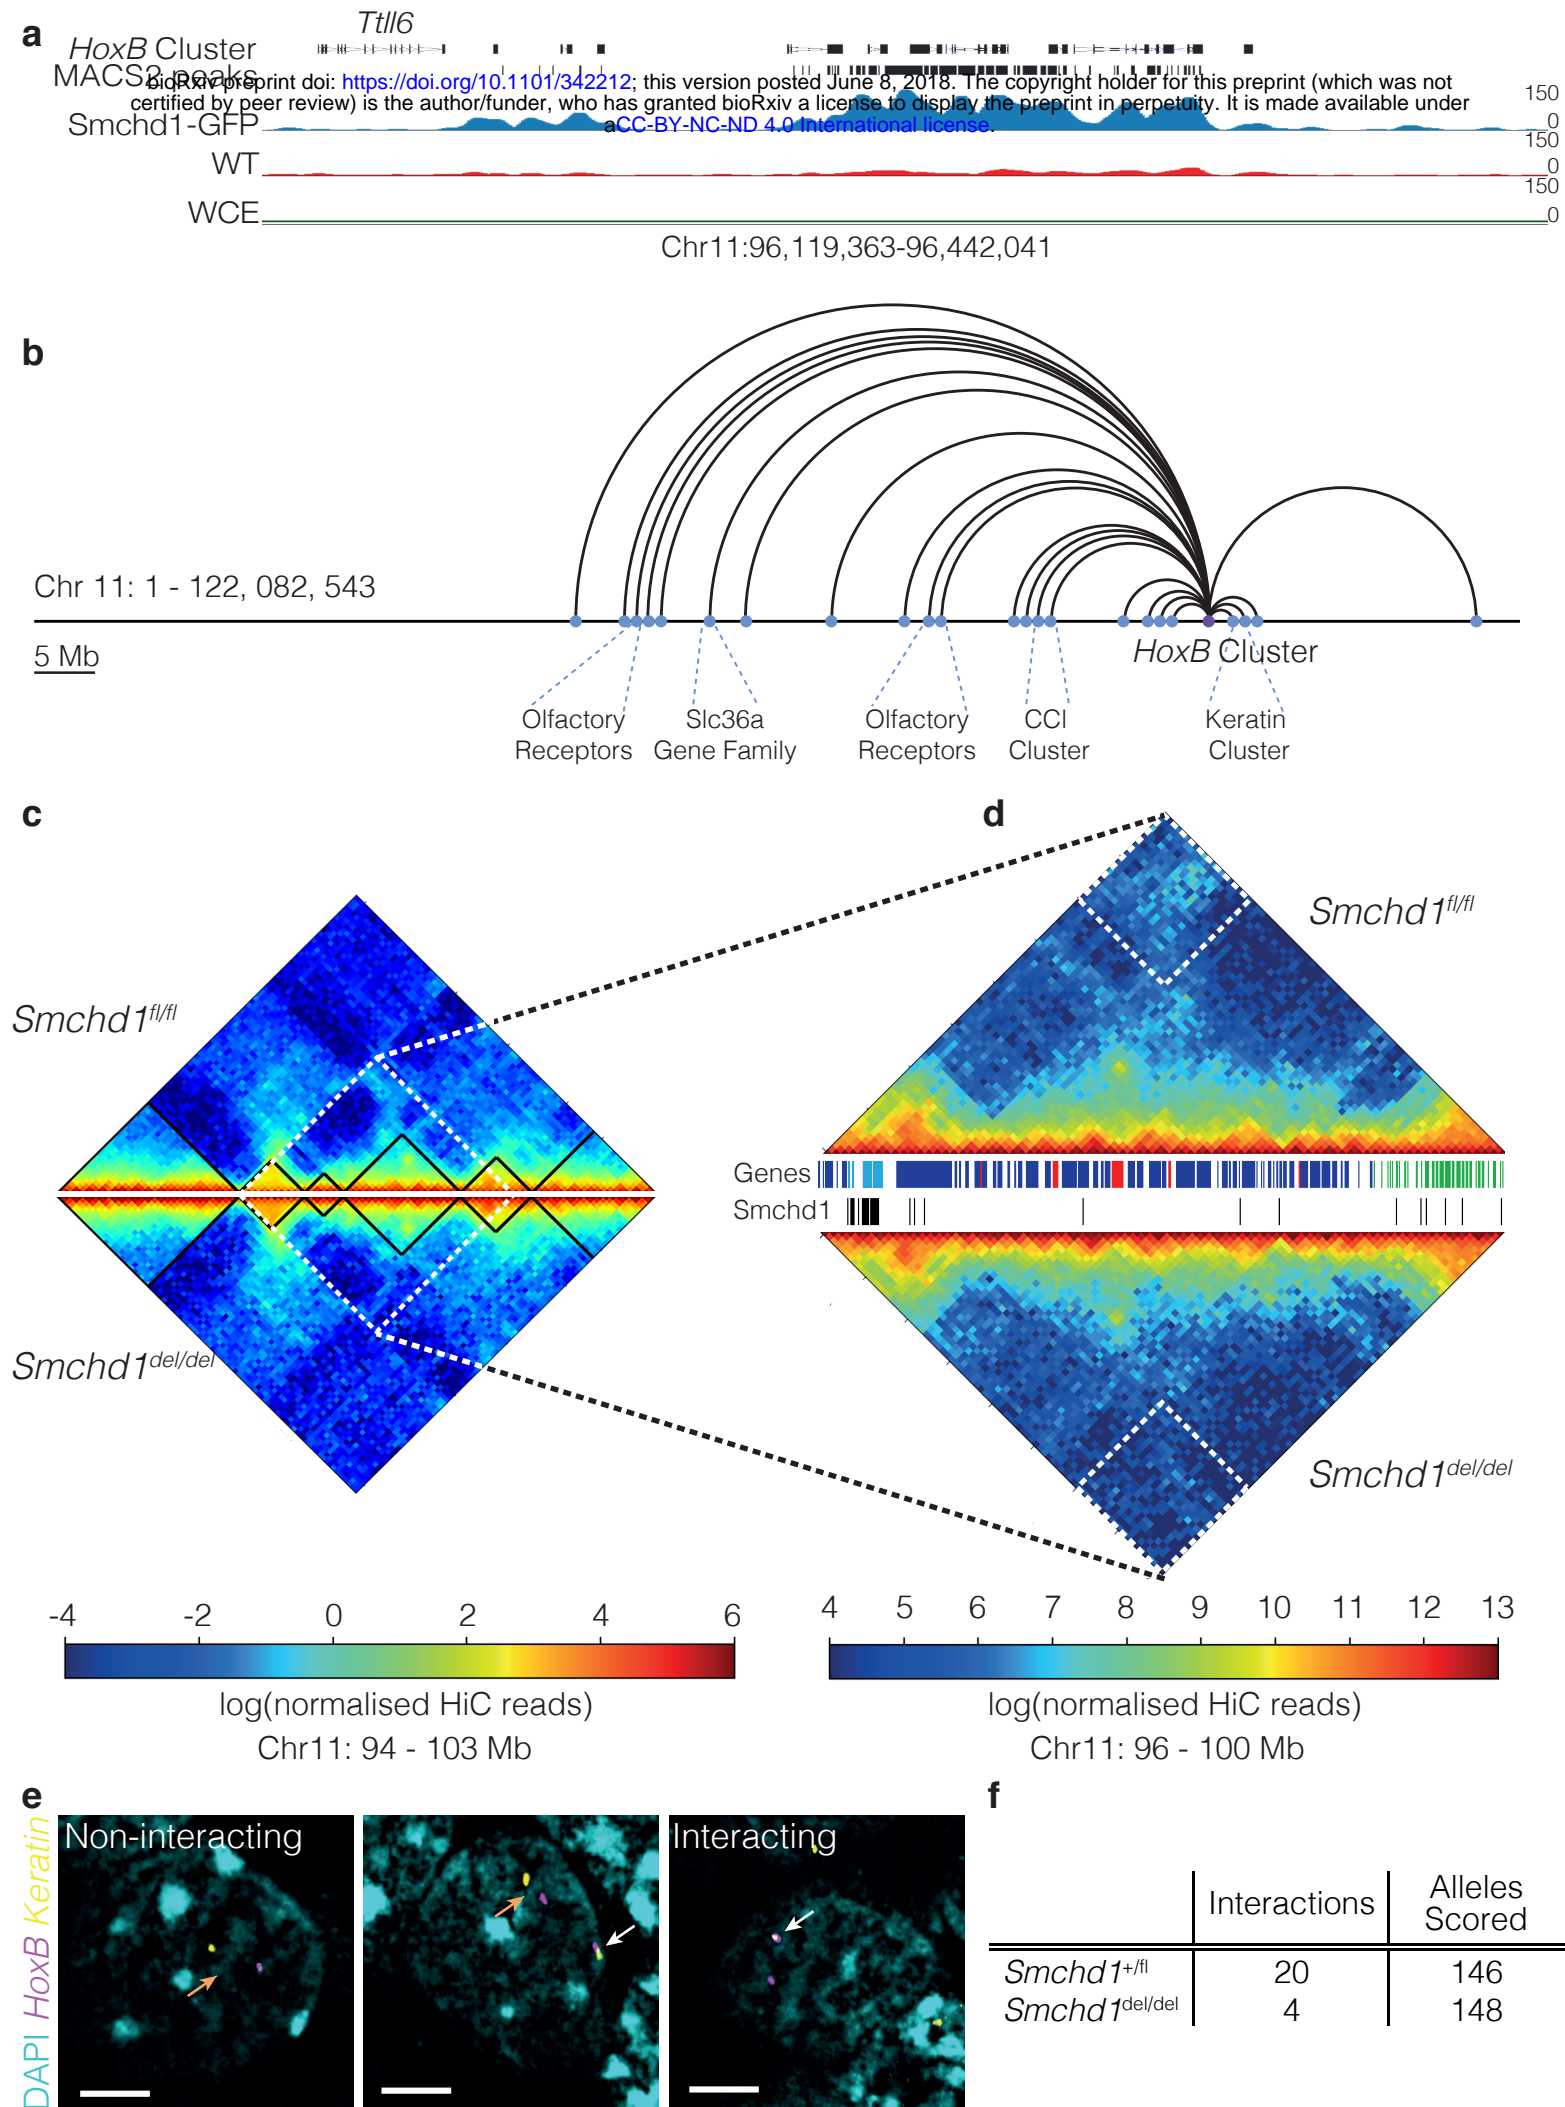 a
Ttll6
HoxB Cluster
MACS2 peaks
bioRxiv preprint doi: https://doi.org/10.1101/342212; this version posted June 8, 2018. The copyright holder for this preprint (which was not
certified by peer review) is the author/funder, who has granted bioRxiv a license to display the preprint in perpetuity. It is made available under
aCC-BY-NC-ND 4.0 International license.
Smchd1-GFP
150
0
WT
150
0
WCE
150
0
Chr11:96,119,363-96,442,041
b
Chr 11: 1 - 122, 082, 543
5 Mb
HoxB Cluster
Olfactory
Receptors
Slc36a
Gene Family
Olfactory
Receptors
CCl
Cluster
Keratin
Cluster
c
Smchd1fl/fl
Smchd1del/del
-4 -2 0 2 4 6
log(normalised HiC reads)
Chr11: 94 - 103 Mb
d
Smchd1fl/fl
Genes
Smchd1
Smchd1del/del
4 5 6 7 8 9 10 11 12 13
log(normalised HiC reads)
Chr11: 96 - 100 Mb
e
DAPI HoxB Keratin
Non-interacting
Interacting
f
Interactions
Alleles
Scored
Smchd1+/fl 20 146
Smchd1del/del 4 148